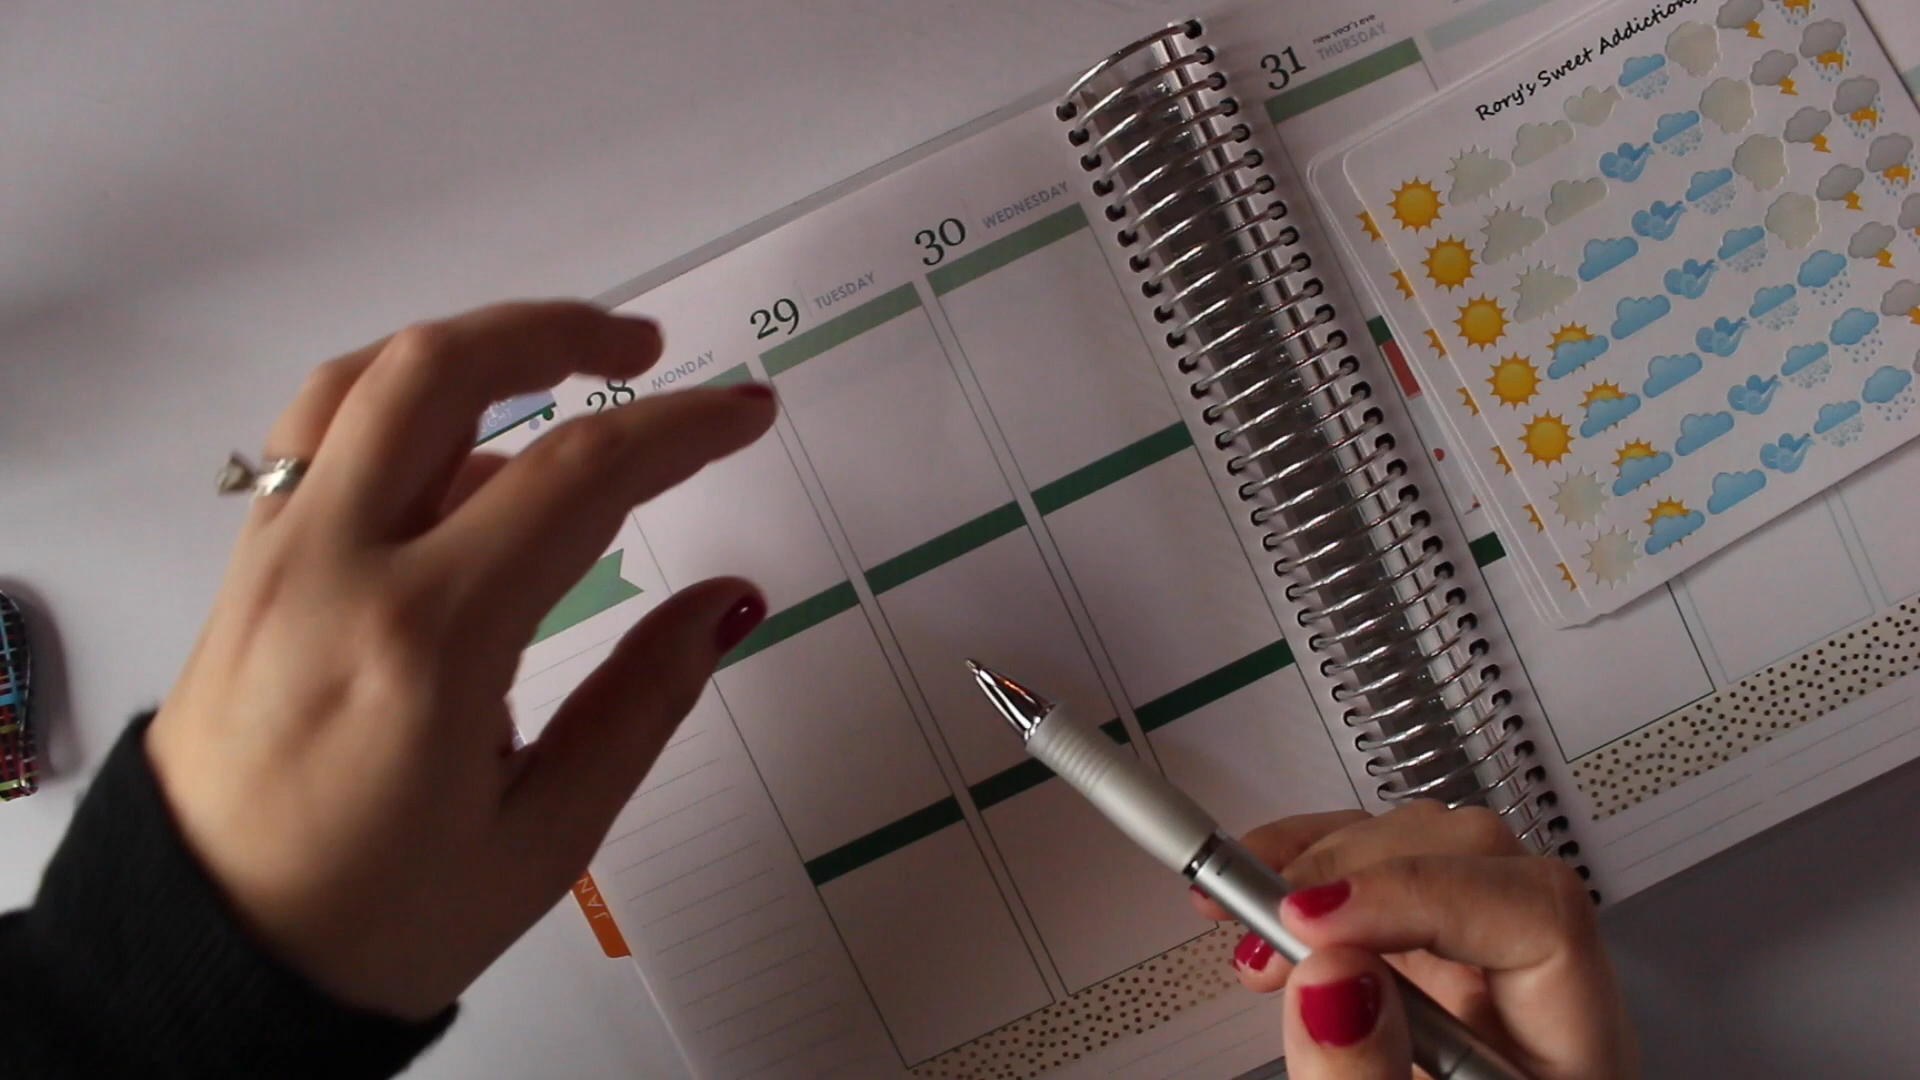 28 MONDAY
29 TUESDAY
30 WEDNESDAY
31 new year's eve
THURSDAY
Rory's Sweet Addictions
JAN